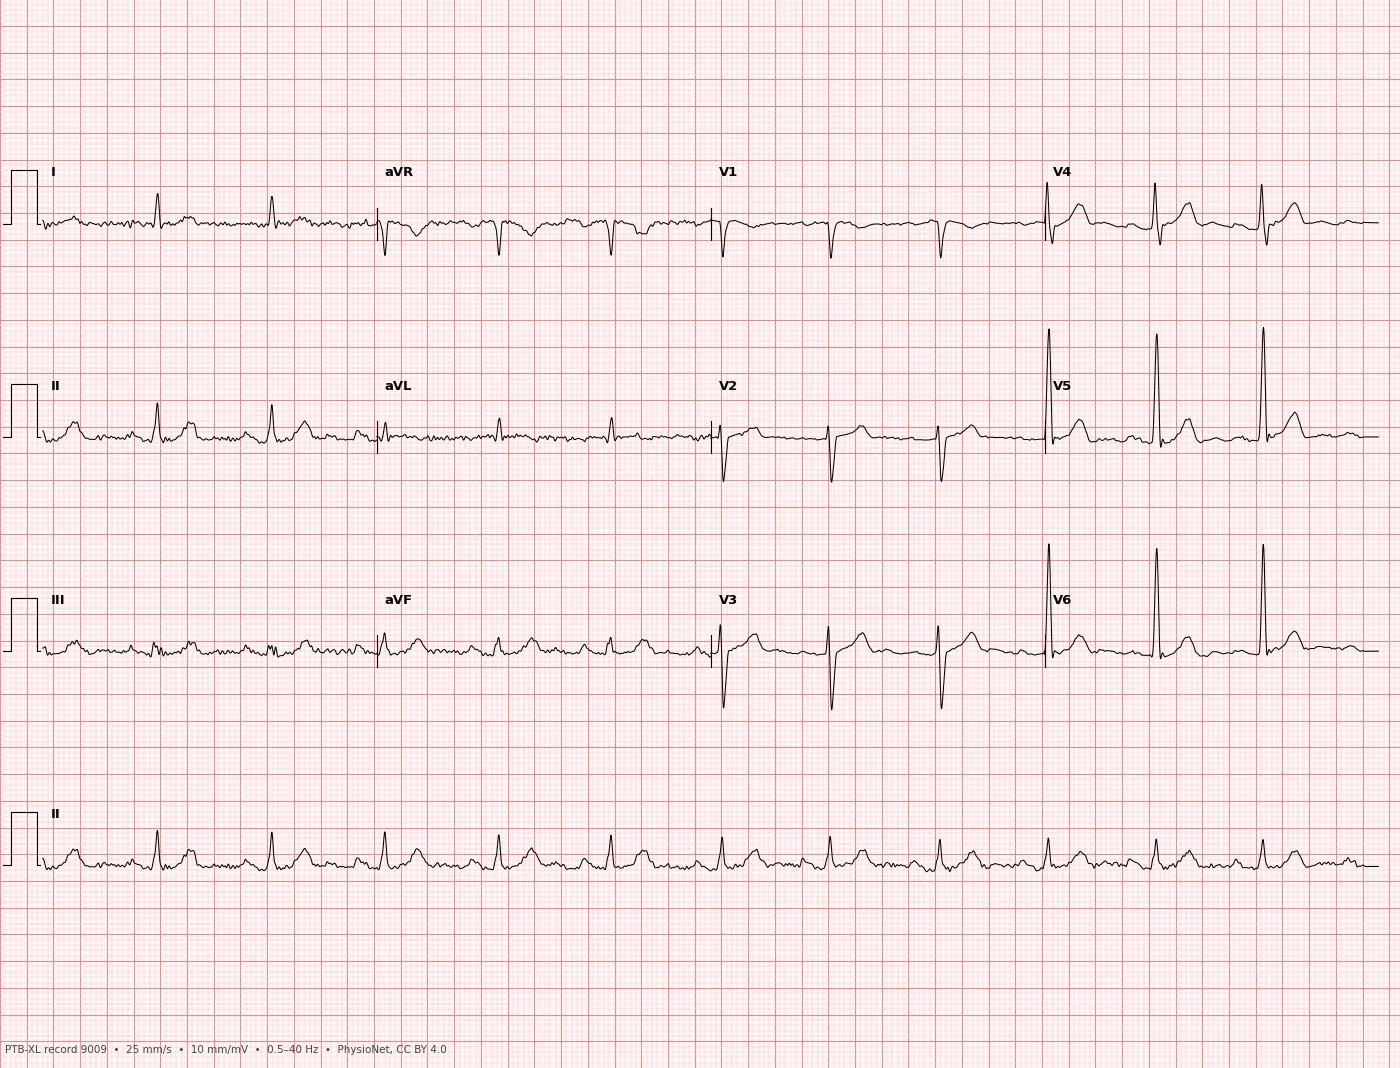 I aVR V1 V4
II aVL V2 V5
III aVF V3 V6
II
PTB-XL record 9009 • 25 mm/s • 10 mm/mV • 0.5–40 Hz • PhysioNet, CC BY 4.0